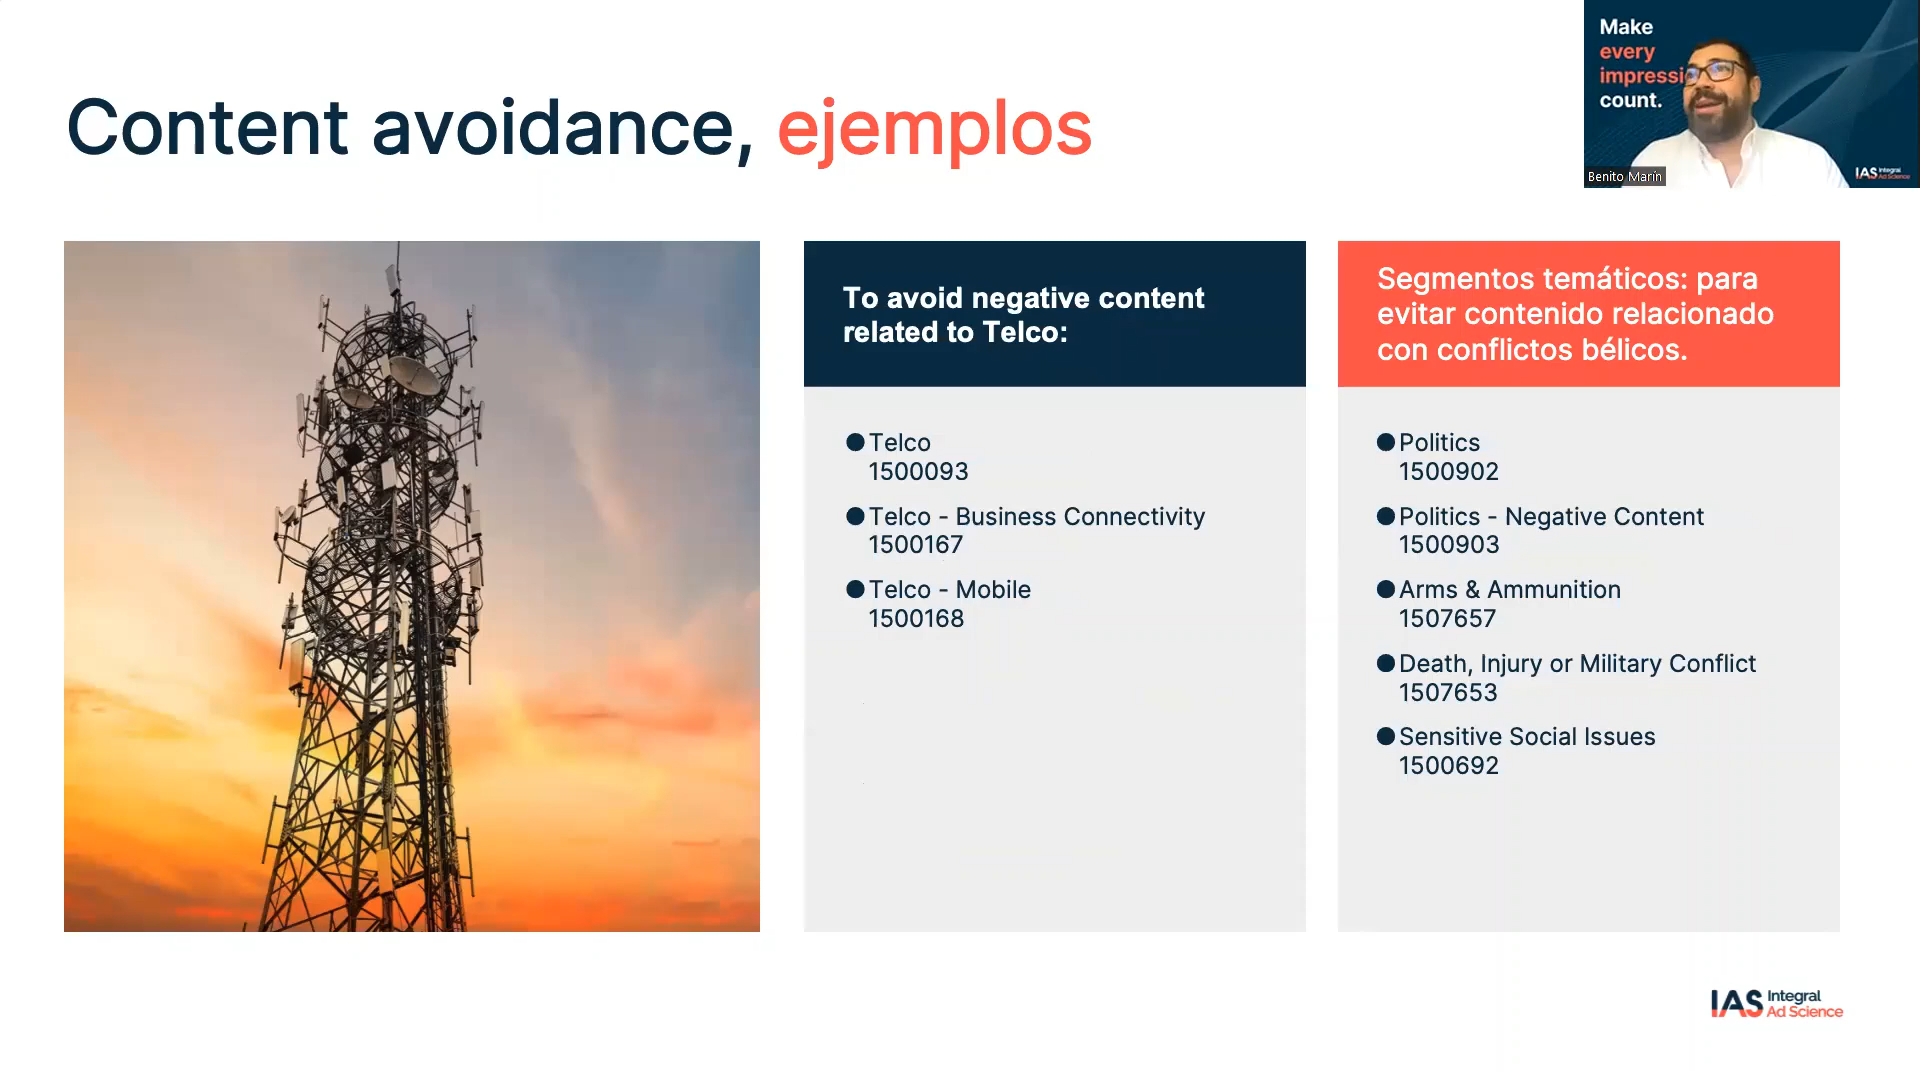 Content avoidance, ejemplos
Make
every
impressi
count.
Benito Marín
IAS Integral
Ad Science
To avoid negative content
related to Telco:
● Telco
1500093
● Telco - Business Connectivity
1500167
● Telco - Mobile
1500168
Segmentos temáticos: para
evitar contenido relacionado
con conflictos bélicos.
● Politics
1500902
● Politics - Negative Content
1500903
● Arms & Ammunition
1507657
● Death, Injury or Military Conflict
1507653
● Sensitive Social Issues
1500692
IAS Integral
Ad Science